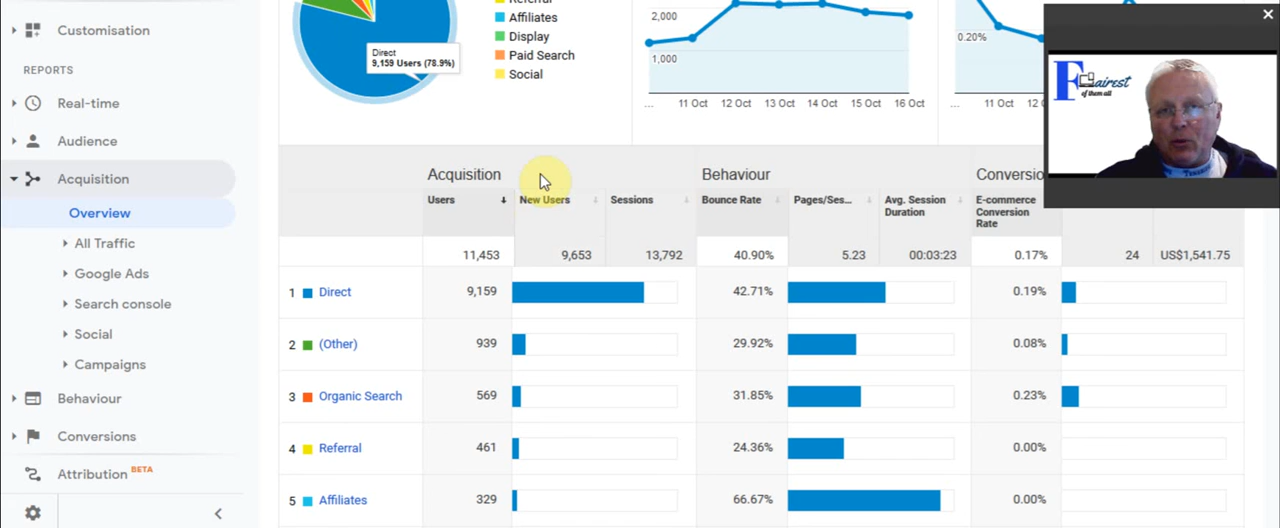 Customisation
REPORTS
Real-time
Audience
Acquisition
Overview
All Traffic
Google Ads
Search console
Social
Campaigns
Behaviour
Conversions
Attribution BETA
Direct
9,159 Users (78.9%)
Referral
Affiliates
Display
Paid Search
Social
2,000
1,000
... 11 Oct 12 Oct 13 Oct 14 Oct 15 Oct 16 Oct
0.20%
... 11 Oct 12
Fairest
of them all
Acquisition Behaviour Conversio
Users New Users Sessions Bounce Rate Pages/Ses... Avg. Session Duration E-commerce Conversion Rate
11,453 9,653 13,792 40.90% 5.23 00:03:23 0.17% 24 US$1,541.75
1 Direct 9,159 42.71% 0.19%
2 (Other) 939 29.92% 0.08%
3 Organic Search 569 31.85% 0.23%
4 Referral 461 24.36% 0.00%
5 Affiliates 329 66.67% 0.00%